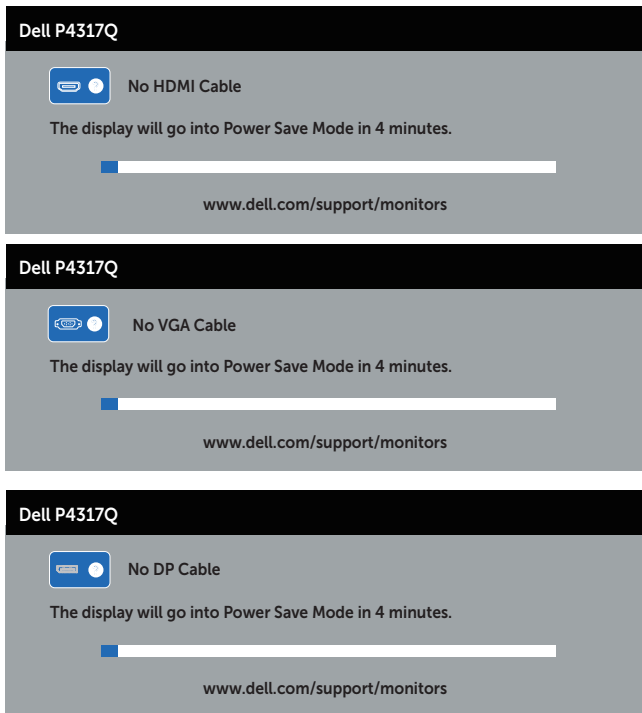 Dell P4317Q
No HDMI Cable
The display will go into Power Save Mode in 4 minutes.
www.dell.com/support/monitors
Dell P4317Q
No VGA Cable
The display will go into Power Save Mode in 4 minutes.
www.dell.com/support/monitors
Dell P4317Q
No DP Cable
The display will go into Power Save Mode in 4 minutes.
www.dell.com/support/monitors